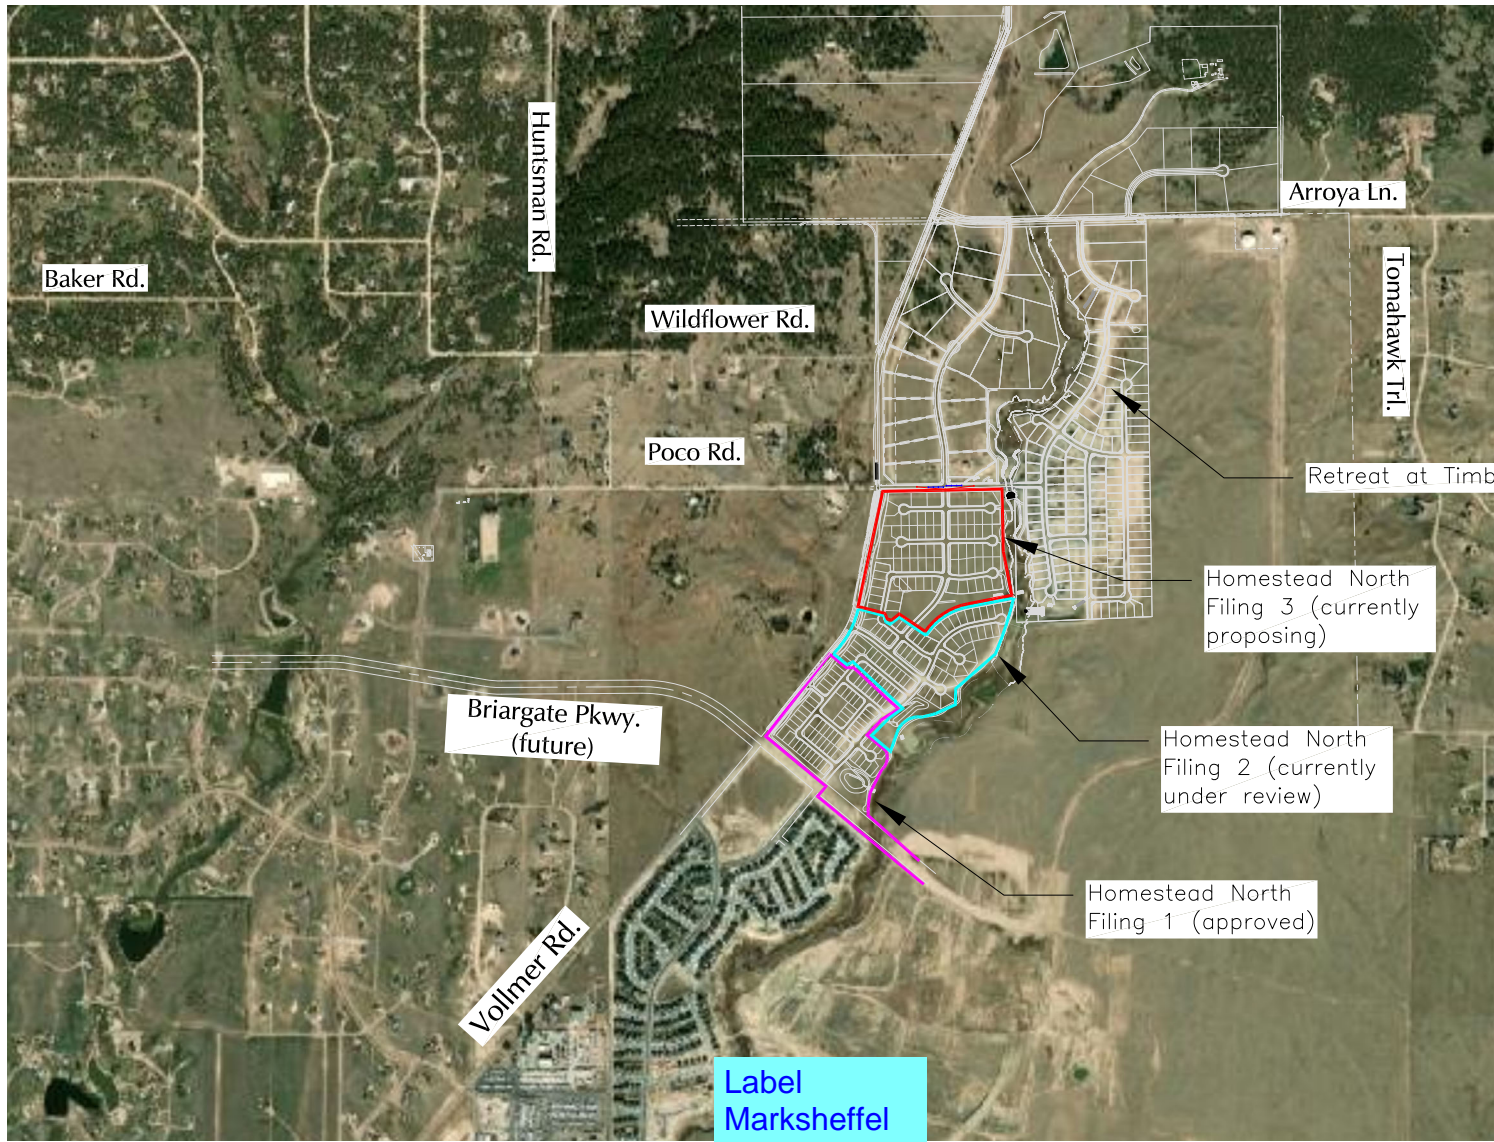 Huntsman Rd.
Arroya Ln.
Baker Rd.
Tomahawk Trl.
Wildflower Rd.
Poco Rd.
Retreat at Timb
Homestead North
Filing 3 (currently
proposing)
Briargate Pkwy.
(future)
Homestead North
Filing 2 (currently
under review)
Homestead North
Filing 1 (approved)
Vollmer Rd.
Label
Marksheffel